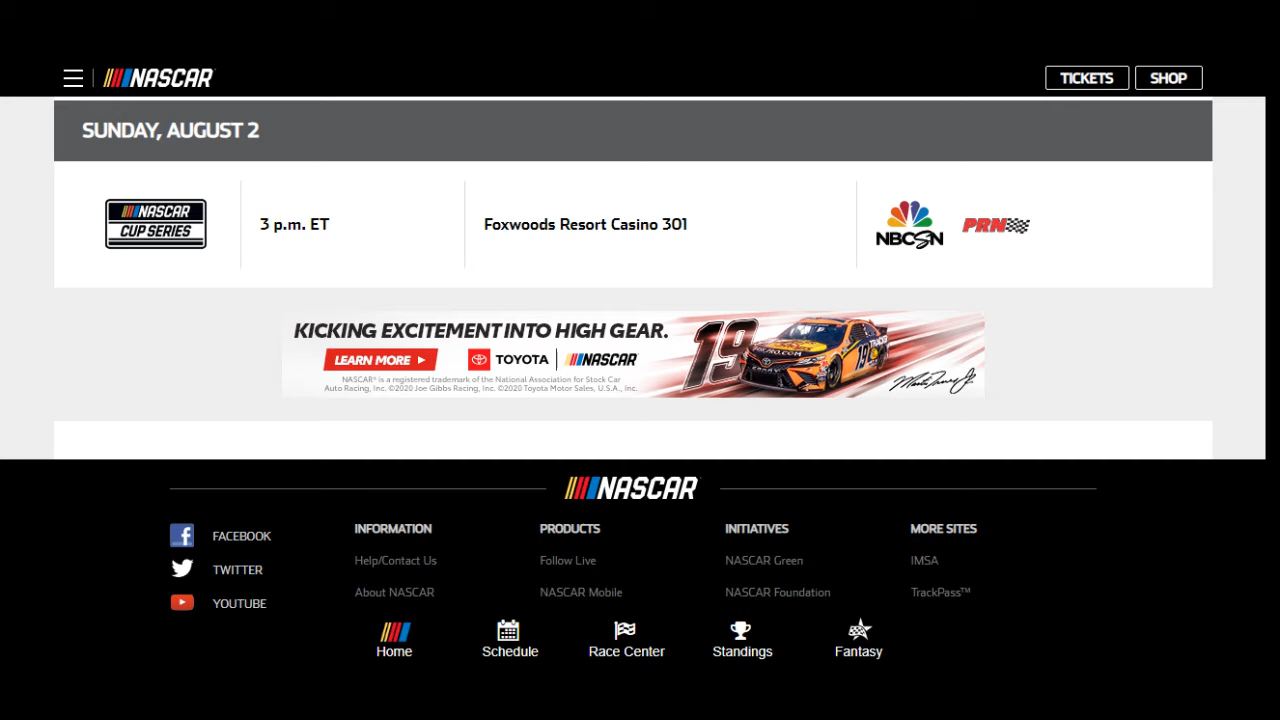 NASCAR
TICKETS SHOP
SUNDAY, AUGUST 2
NASCAR
CUP SERIES
3 p.m. ET
Foxwoods Resort Casino 301
NBCSN
PRN
KICKING EXCITEMENT INTO HIGH GEAR.
LEARN MORE
TOYOTA
NASCAR
NASCAR® is a registered trademark of the National Association for Stock Car
Auto Racing, Inc. ©2020 Joe Gibbs Racing, Inc. ©2020 Toyota Motor Sales, U.S.A., Inc.
19
19
NASCAR
FACEBOOK
TWITTER
YOUTUBE
INFORMATION
Help/Contact Us
About NASCAR
PRODUCTS
Follow Live
NASCAR Mobile
INITIATIVES
NASCAR Green
NASCAR Foundation
MORE SITES
IMSA
TrackPass™
Home
Schedule
Race Center
Standings
Fantasy